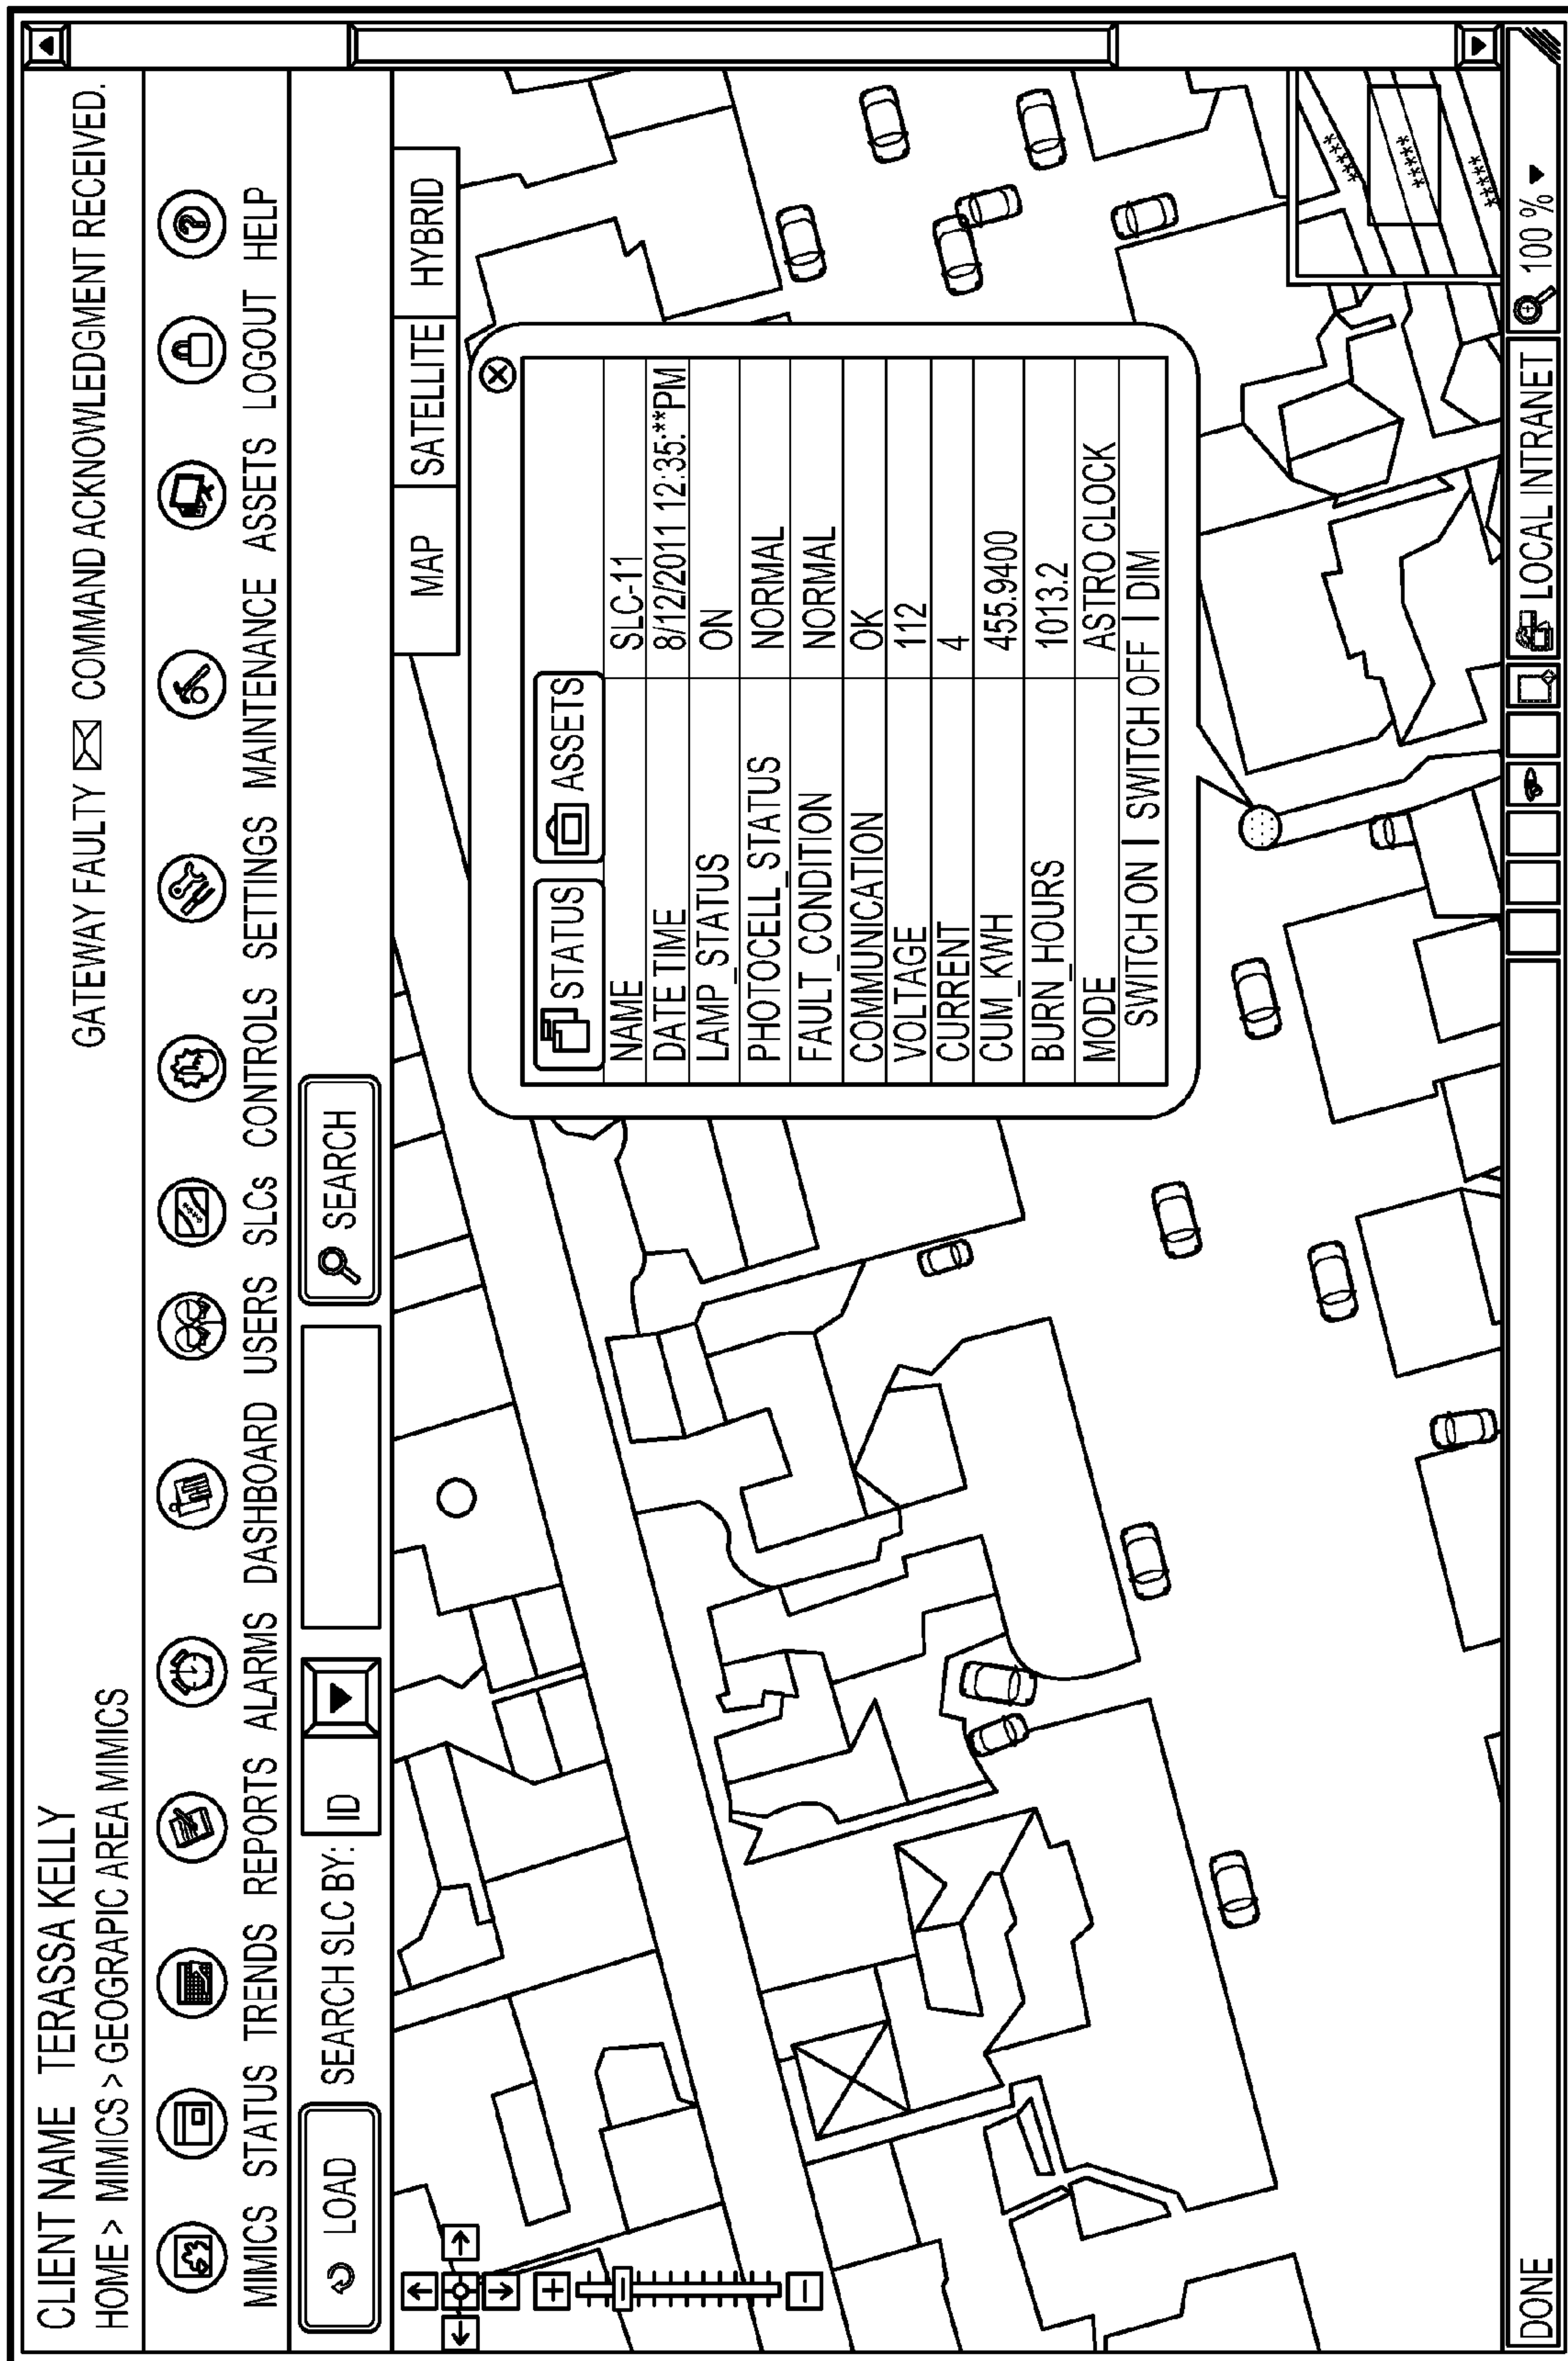 CLIENT NAME TERASSA KELLY
GATEWAY FAULTY COMMAND ACKNOWLEDGMENT RECEIVED.
HOME > MIMICS > GEOGRAPIC AREA MIMICS
MIMICS STATUS TRENDS REPORTS ALARMS DASHBOARD USERS SLCs CONTROLS SETTINGS MAINTENANCE ASSETS LOGOUT HELP
LOAD SEARCH SLC BY: ID SEARCH
MAP SATELLITE HYBRID
STATUS ASSETS
NAME SLC-11
DATE TIME 8/12/2011 12:35:**PM
LAMP_STATUS ON
PHOTOCELL_STATUS NORMAL
FAULT_CONDITION NORMAL
COMMUNICATION OK
VOLTAGE 112
CURRENT 4
CUM_KWH 455.9400
BURN_HOURS 1013.2
MODE ASTRO CLOCK
SWITCH ON | SWITCH OFF | DIM
****
****
****
DONE LOCAL INTRANET 100 %